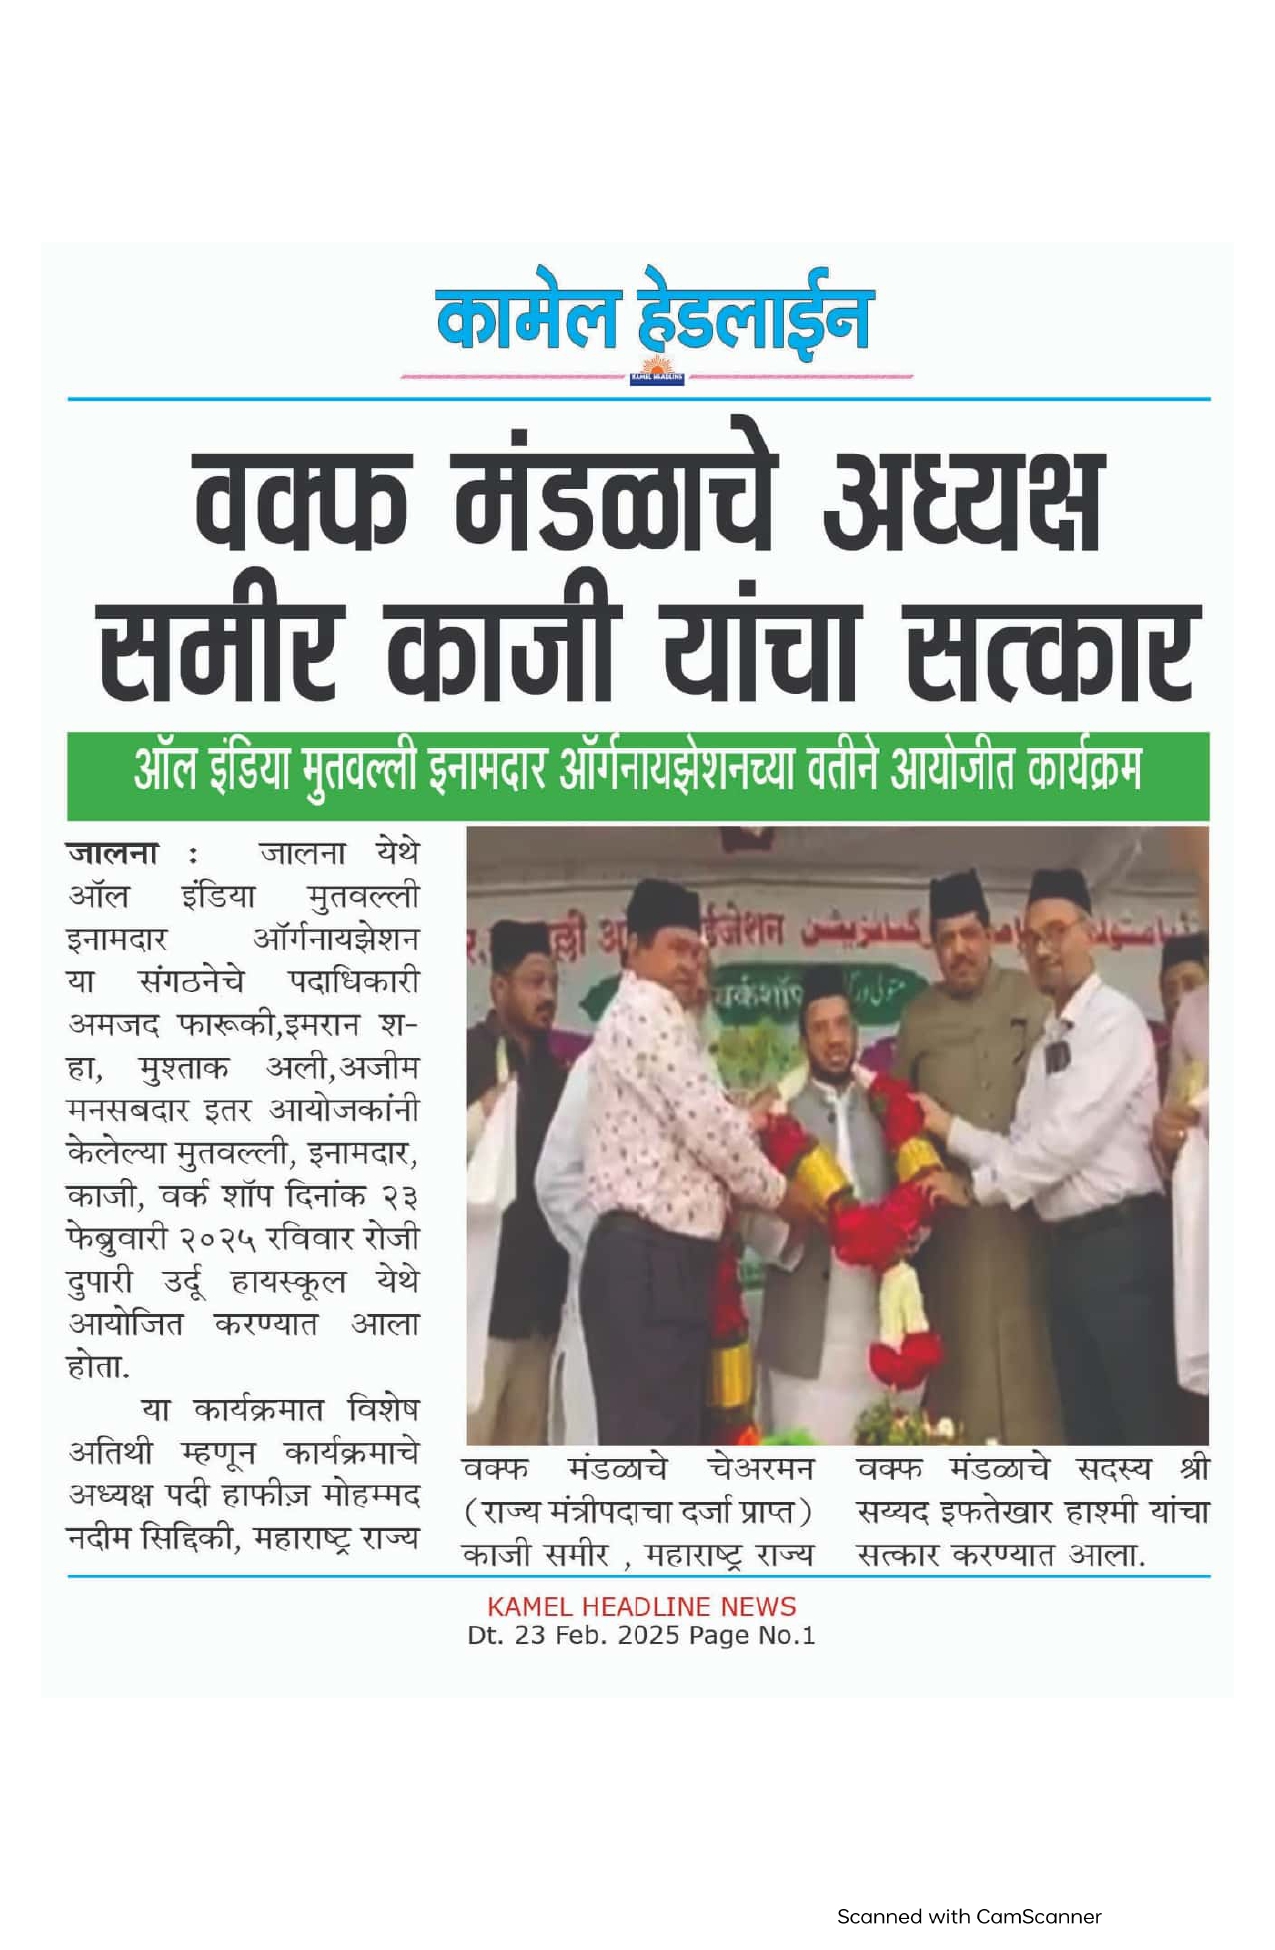 कामेल हेडलाईन
KAMEL HEADLINE
वक्फ मंडळाचे अध्यक्ष
समीर काजी यांचा सत्कार
ऑल इंडिया मुतवल्ली इनामदार ऑर्गनायझेशनच्या वतीने आयोजीत कार्यक्रम
जालना : जालना येथे
ऑल इंडिया मुतवल्ली
इनामदार ऑर्गनायझेशन
या संगठनेचे पदाधिकारी
अमजद फारूकी,इमरान श-
हा, मुश्ताक अली,अजीम
मनसबदार इतर आयोजकांनी
केलेल्या मुतवल्ली, इनामदार,
काजी, वर्क शॉप दिनांक २३
फेब्रुवारी २०२५ रविवार रोजी
दुपारी उर्दू हायस्कूल येथे
आयोजित करण्यात आला
होता.
या कार्यक्रमात विशेष
अतिथी म्हणून कार्यक्रमाचे
अध्यक्ष पदी हाफीज़ मोहम्मद
नदीम सिद्दिकी, महाराष्ट्र राज्य
वक्फ मंडळाचे चेअरमन
(राज्य मंत्रीपदाचा दर्जा प्राप्त)
काजी समीर , महाराष्ट्र राज्य
वक्फ मंडळाचे सदस्य श्री
सय्यद इफतेखार हाश्मी यांचा
सत्कार करण्यात आला.
KAMEL HEADLINE NEWS
Dt. 23 Feb. 2025 Page No.1
Scanned with CamScanner